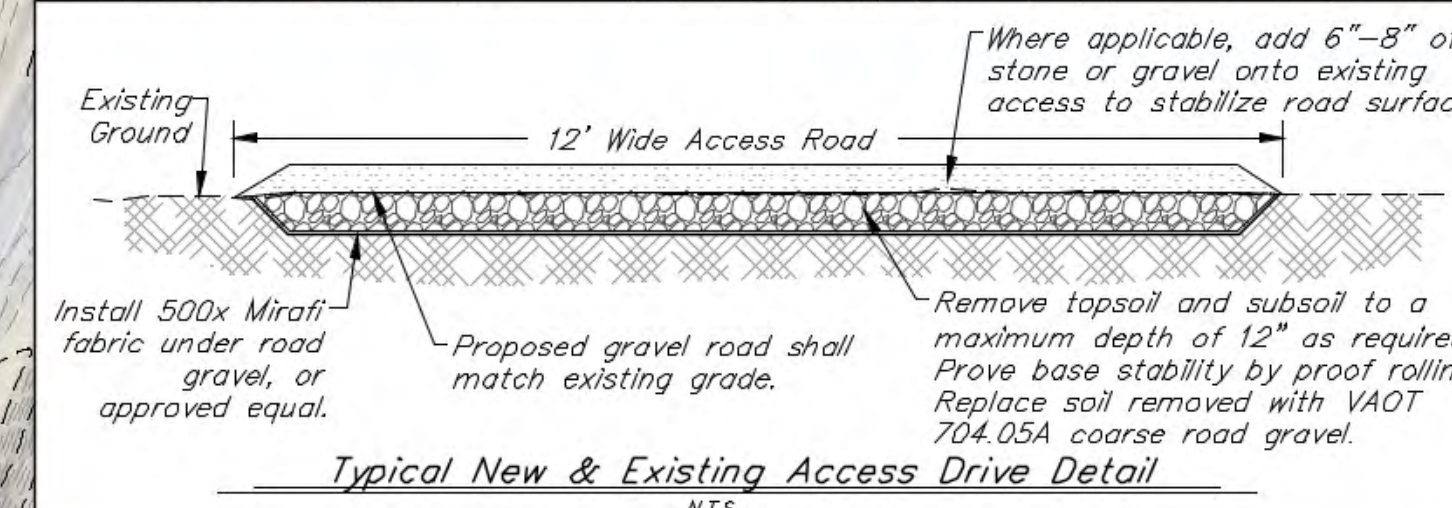 Where applicable, add 6"-8" of
stone or gravel onto existing
access to stabilize road
Existing
Ground
12' Wide Access Road
Install 500x Mirafi
fabric under road
gravel, or
approved equal.
Proposed gravel road shall
match existing grade.
Remove topsoil and subsoil to a
maximum depth of 12" as
Prove base stability by proof
Replace soil removed with VAOT
704.05A coarse road gravel.
Typical New & Existing Access Drive Detail
N.T.S.